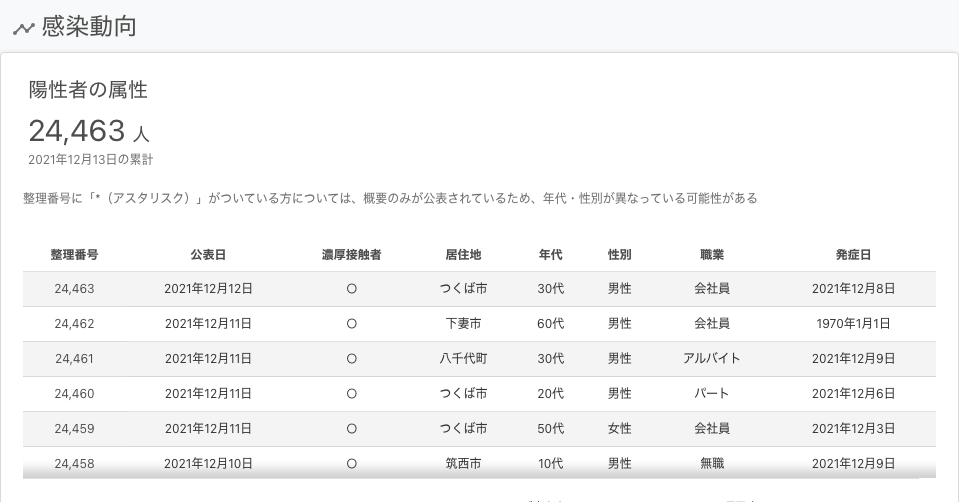 感染動向
陽性者の属性
24,463 人
2021年12月13日の累計
整理番号に「*（アスタリスク）」がついている方については、概要のみが公表されているため、年代・性別が異なっている可能性がある
整理番号 公表日 濃厚接触者 居住地 年代 性別 職業 発症日
24,463 2021年12月12日 〇 つくば市 30代 男性 会社員 2021年12月8日
24,462 2021年12月11日 〇 下妻市 60代 男性 会社員 1970年1月1日
24,461 2021年12月11日 〇 八千代町 30代 男性 アルバイト 2021年12月9日
24,460 2021年12月11日 〇 つくば市 20代 男性 パート 2021年12月6日
24,459 2021年12月11日 〇 つくば市 50代 女性 会社員 2021年12月3日
24,458 2021年12月10日 〇 筑西市 10代 男性 無職 2021年12月9日